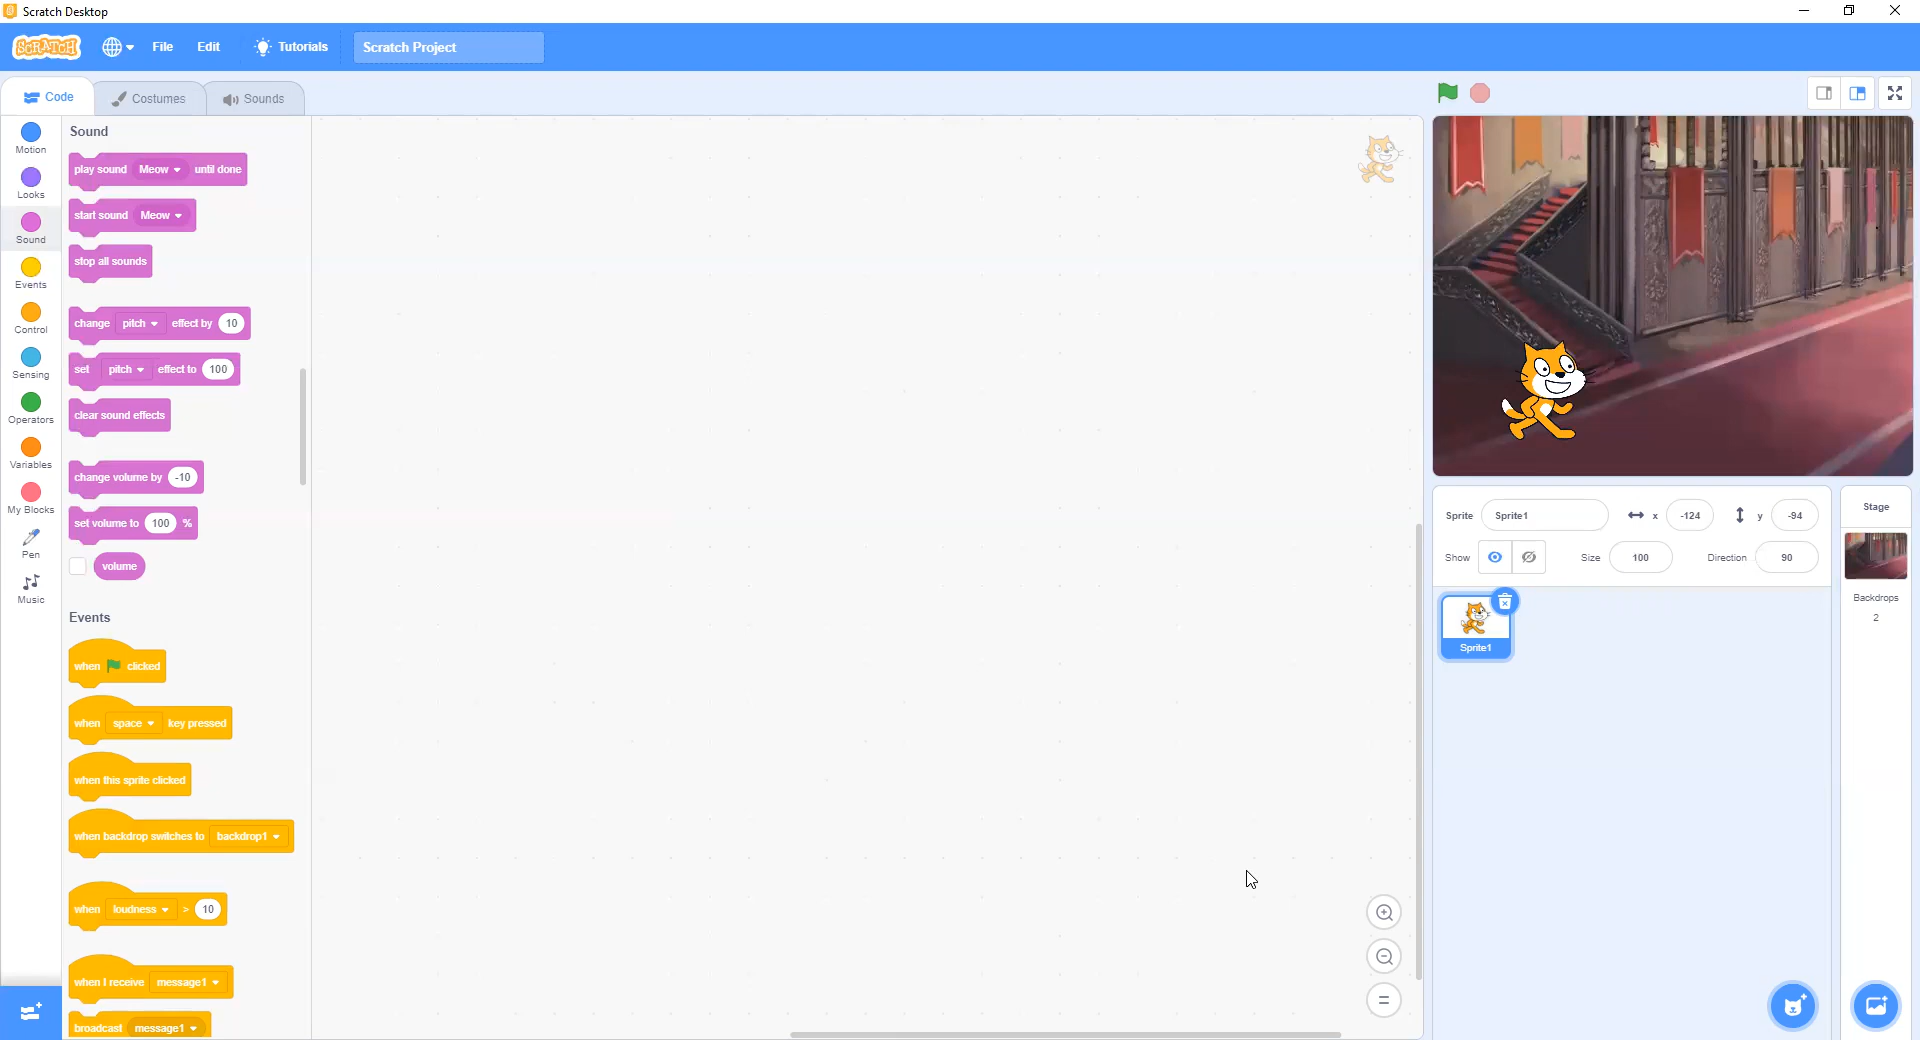 Scratch Desktop
SCRATCH File Edit Tutorials Scratch Project
Code Costumes Sounds
Motion
Looks
Sound
Events
Control
Sensing
Operators
Variables
My Blocks
Pen
Music
Sound
play sound Meow until done
start sound Meow
stop all sounds
change pitch effect by 10
set pitch effect to 100
clear sound effects
change volume by -10
set volume to 100 %
volume
Events
when clicked
when space key pressed
when this sprite clicked
when backdrop switches to backdrop1
when loudness > 10
when I receive message1
broadcast message1
Sprite Sprite1 x -124 y -94
Show Size 100 Direction 90
Sprite1
Stage
Backdrops
2